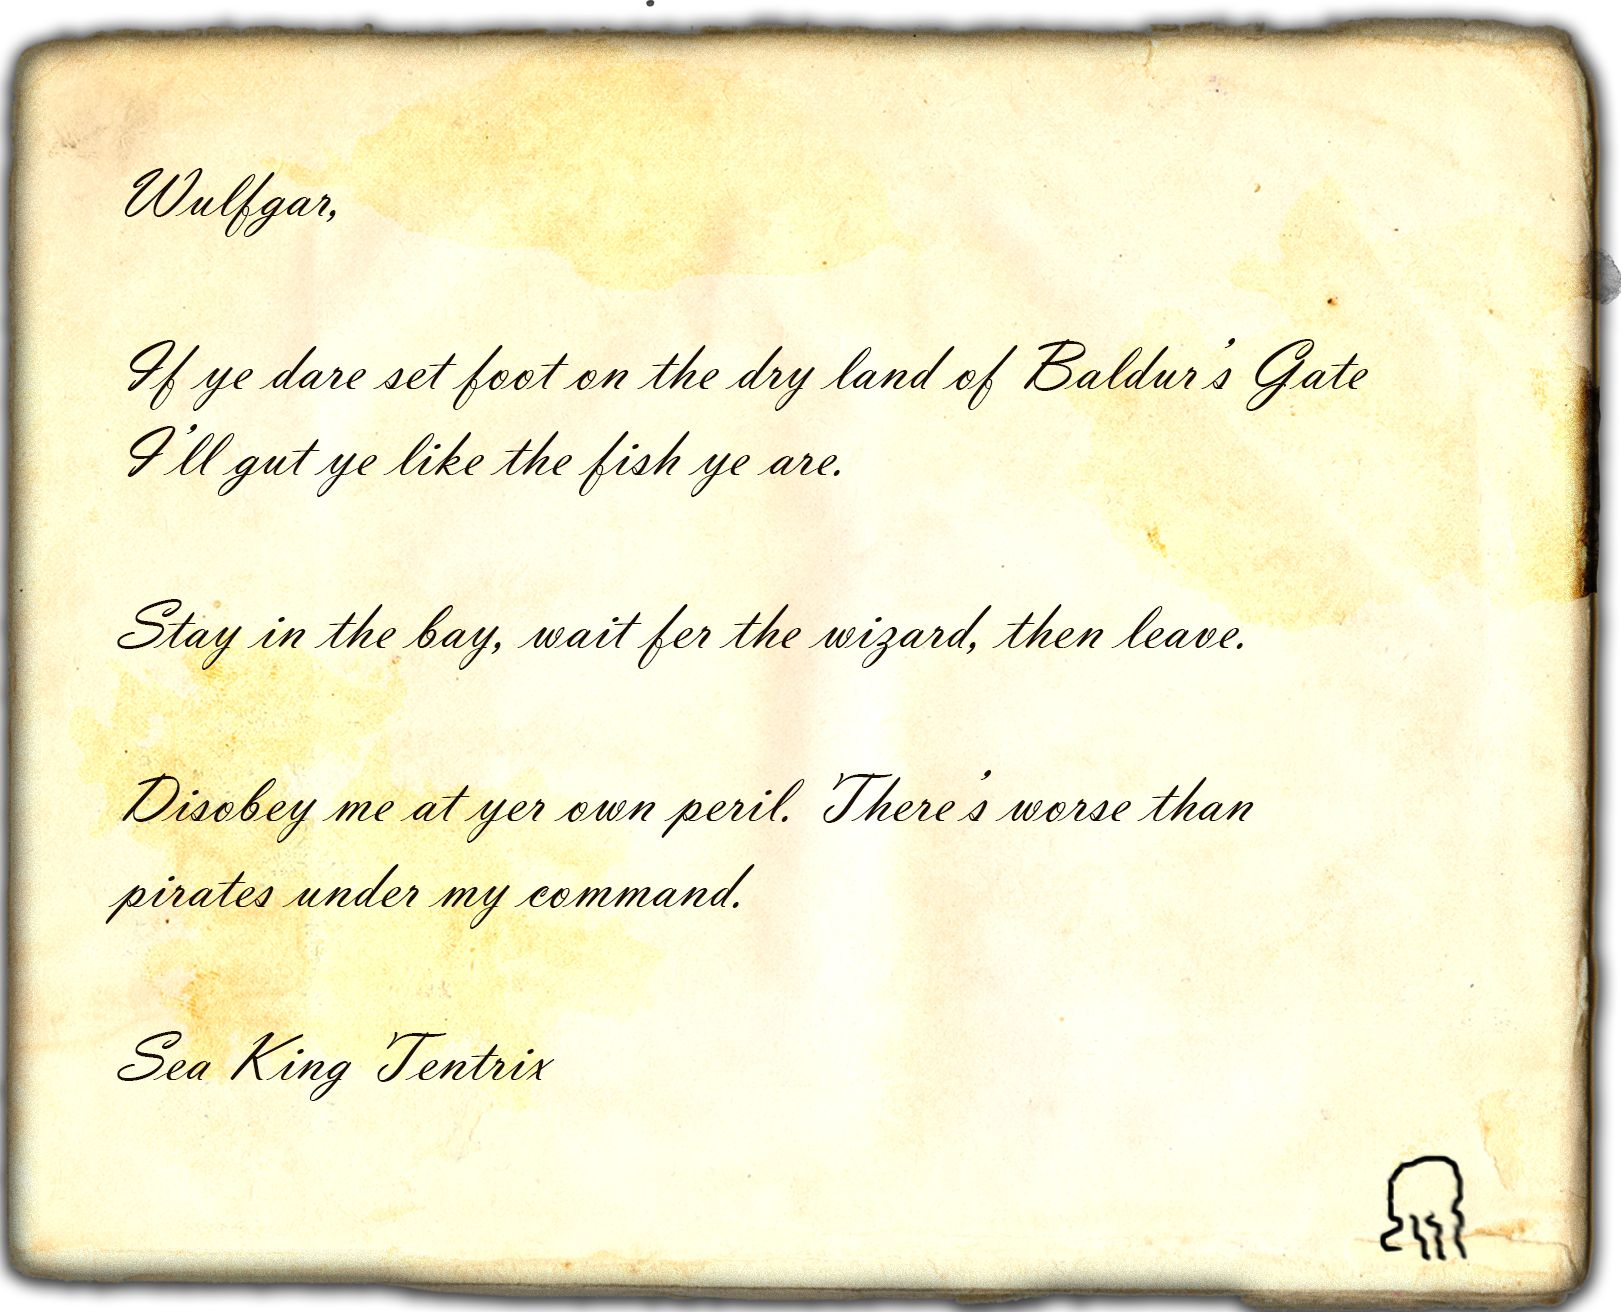 Wulfgar,
If ye dare set foot on the dry land of Baldur's Gate
I'll gut ye like the fish ye are.
Stay in the bay, wait fer the wizard, then leave.
Disobey me at yer own peril. There's worse than
pirates under my command.
Sea King Tentrix